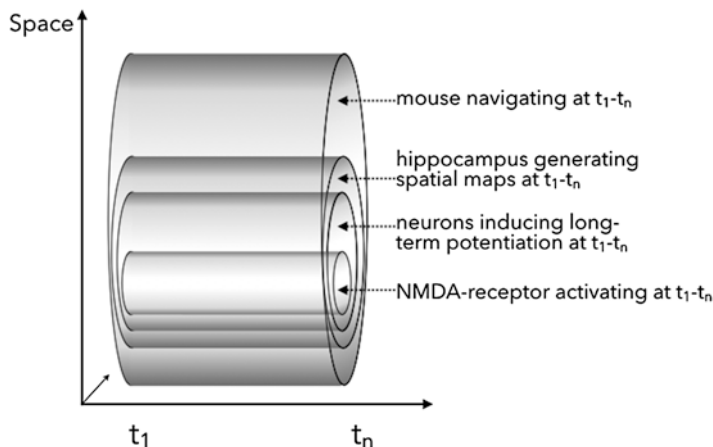 Space
mouse navigating at t₁-tₙ
hippocampus generating
spatial maps at t₁-tₙ
neurons inducing long-
term potentiation at t₁-tₙ
NMDA-receptor activating at t₁-tₙ
t₁ tₙ